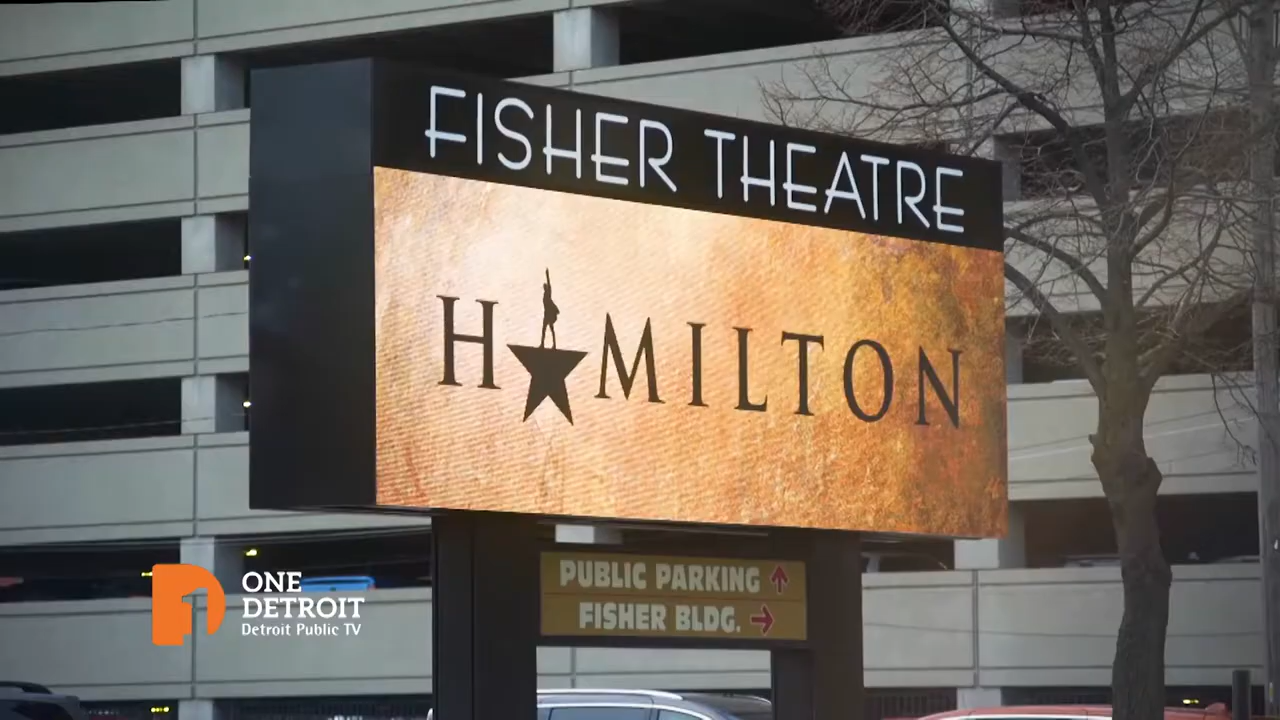 FISHER THEATRE
HAMILTON
PUBLIC PARKING ↑
FISHER BLDG. →
ONE
DETROIT
Detroit Public TV